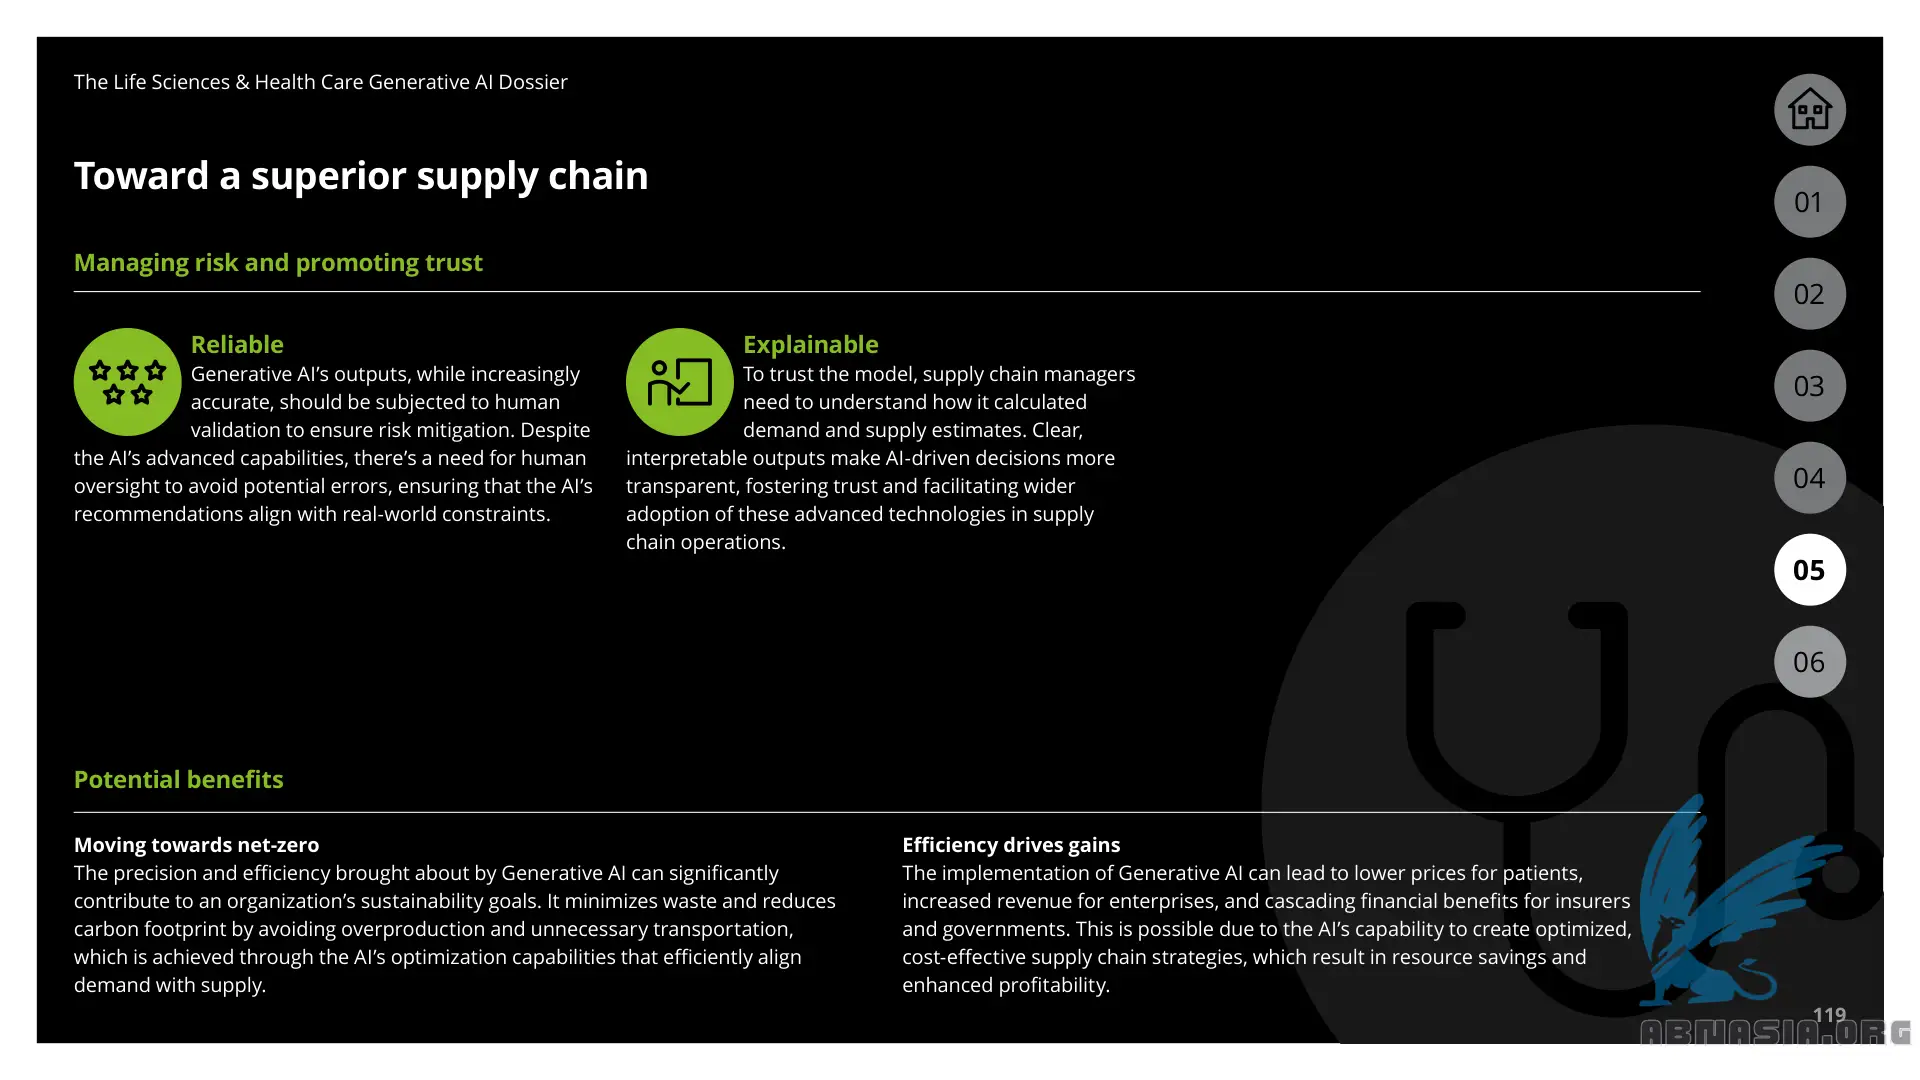 The Life Sciences & Health Care Generative AI Dossier
Toward a superior supply chain
Managing risk and promoting trust
Reliable
Generative AI’s outputs, while increasingly
accurate, should be subjected to human
validation to ensure risk mitigation. Despite
the AI’s advanced capabilities, there’s a need for human
oversight to avoid potential errors, ensuring that the AI’s
recommendations align with real-world constraints.
Explainable
To trust the model, supply chain managers
need to understand how it calculated
demand and supply estimates. Clear,
interpretable outputs make AI-driven decisions more
transparent, fostering trust and facilitating wider
adoption of these advanced technologies in supply
chain operations.
Potential benefits
Moving towards net-zero
The precision and efficiency brought about by Generative AI can significantly
contribute to an organization’s sustainability goals. It minimizes waste and reduces
carbon footprint by avoiding overproduction and unnecessary transportation,
which is achieved through the AI’s optimization capabilities that efficiently align
demand with supply.
Efficiency drives gains
The implementation of Generative AI can lead to lower prices for patients,
increased revenue for enterprises, and cascading financial benefits for insurers
and governments. This is possible due to the AI’s capability to create optimized,
cost-effective supply chain strategies, which result in resource savings and
enhanced profitability.
01
02
03
04
05
06
119
ABNASIA.ORG